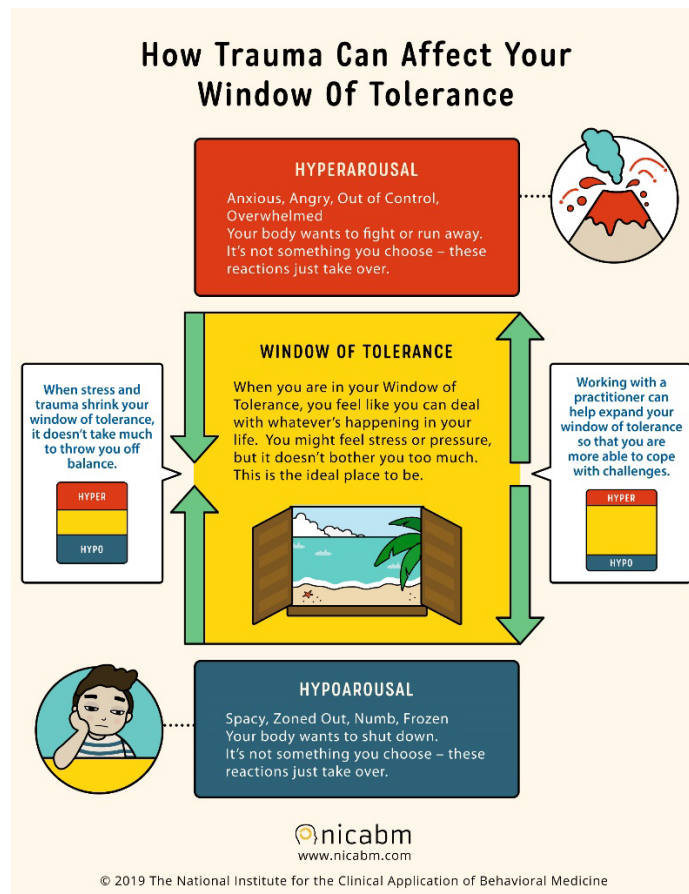 How Trauma Can Affect Your
Window Of Tolerance
HYPERAROUSAL
Anxious, Angry, Out of Control,
Overwhelmed
Your body wants to fight or run away.
It's not something you choose – these
reactions just take over.
When stress and
trauma shrink your
window of tolerance,
it doesn't take much
to throw you off
balance.
HYPER
HYPO
WINDOW OF TOLERANCE
When you are in your Window of
Tolerance, you feel like you can deal
with whatever's happening in your
life. You might feel stress or pressure,
but it doesn't bother you too much.
This is the ideal place to be.
Working with a
practitioner can
help expand your
window of tolerance
so that you are
more able to cope
with challenges.
HYPER
HYPO
HYPOAROUSAL
Spacy, Zoned Out, Numb, Frozen
Your body wants to shut down.
It's not something you choose – these
reactions just take over.
nicabm
www.nicabm.com
© 2019 The National Institute for the Clinical Application of Behavioral Medicine